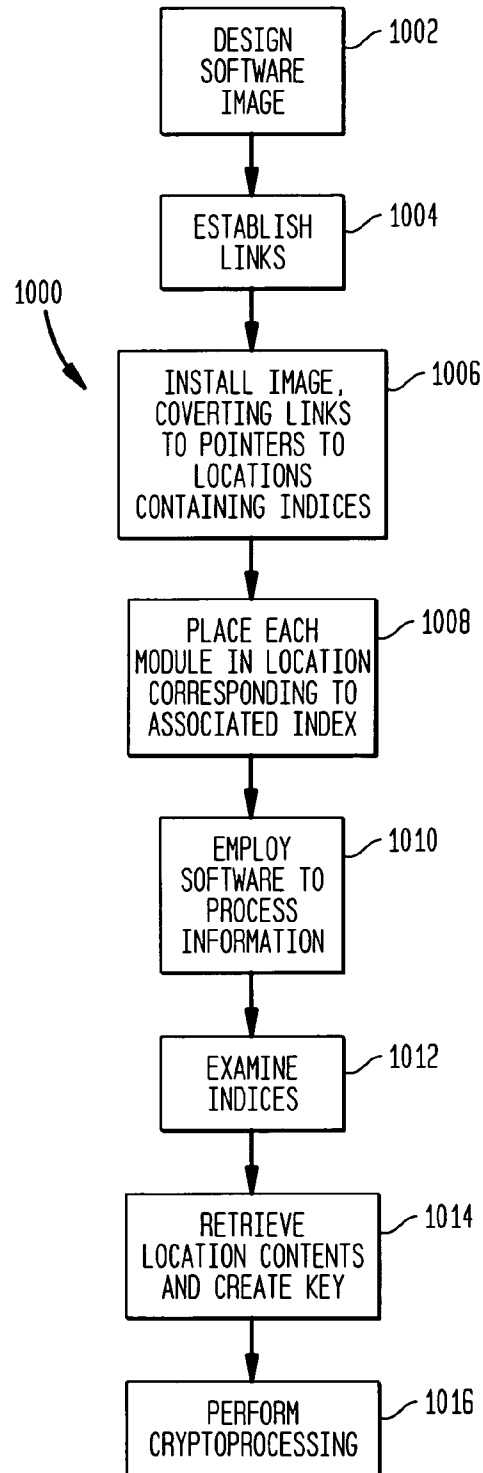 DESIGN
SOFTWARE
IMAGE
1002
ESTABLISH
LINKS
1004
1000
INSTALL IMAGE,
COVERTING LINKS
TO POINTERS TO
LOCATIONS
CONTAINING INDICES
1006
PLACE EACH
MODULE IN LOCATION
CORRESPONDING TO
ASSOCIATED INDEX
1008
EMPLOY
SOFTWARE TO
PROCESS
INFORMATION
1010
EXAMINE
INDICES
1012
RETRIEVE
LOCATION CONTENTS
AND CREATE KEY
1014
PERFORM
CRYPTOPROCESSING
1016